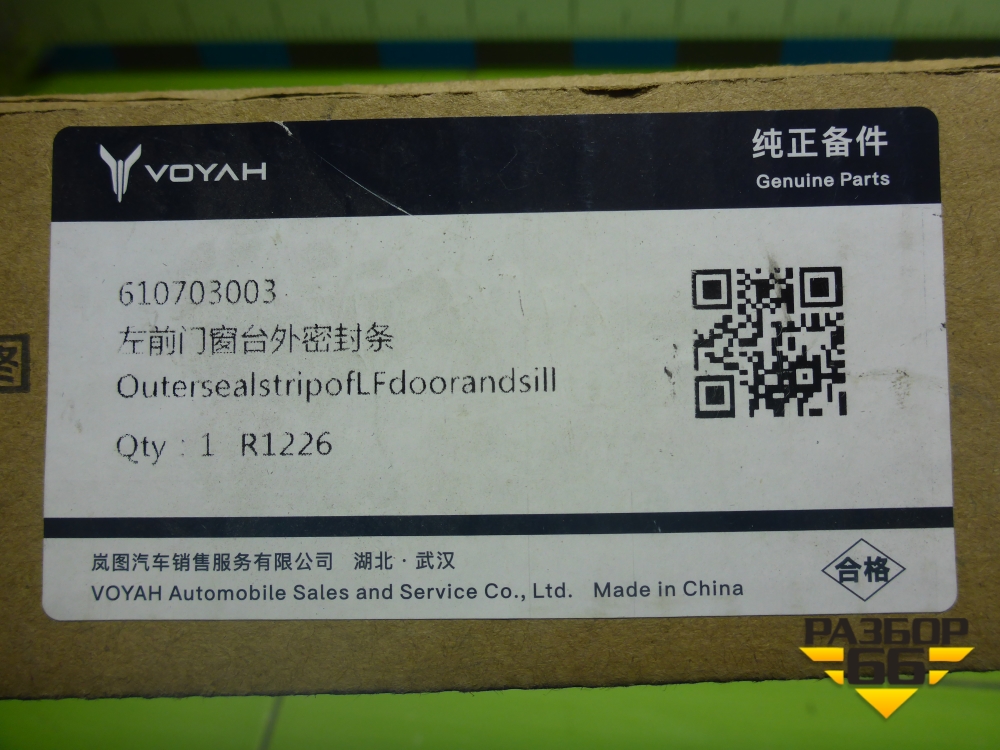 VOYAH
纯正备件
Genuine Parts
610703003
左前门窗台外密封条
OutersealstripofLFdoorandsill
Qty : 1 R1226
图
岚图汽车销售服务有限公司 湖北·武汉
VOYAH Automobile Sales and Service Co., Ltd. Made in China
合格
РАЗБОР
66